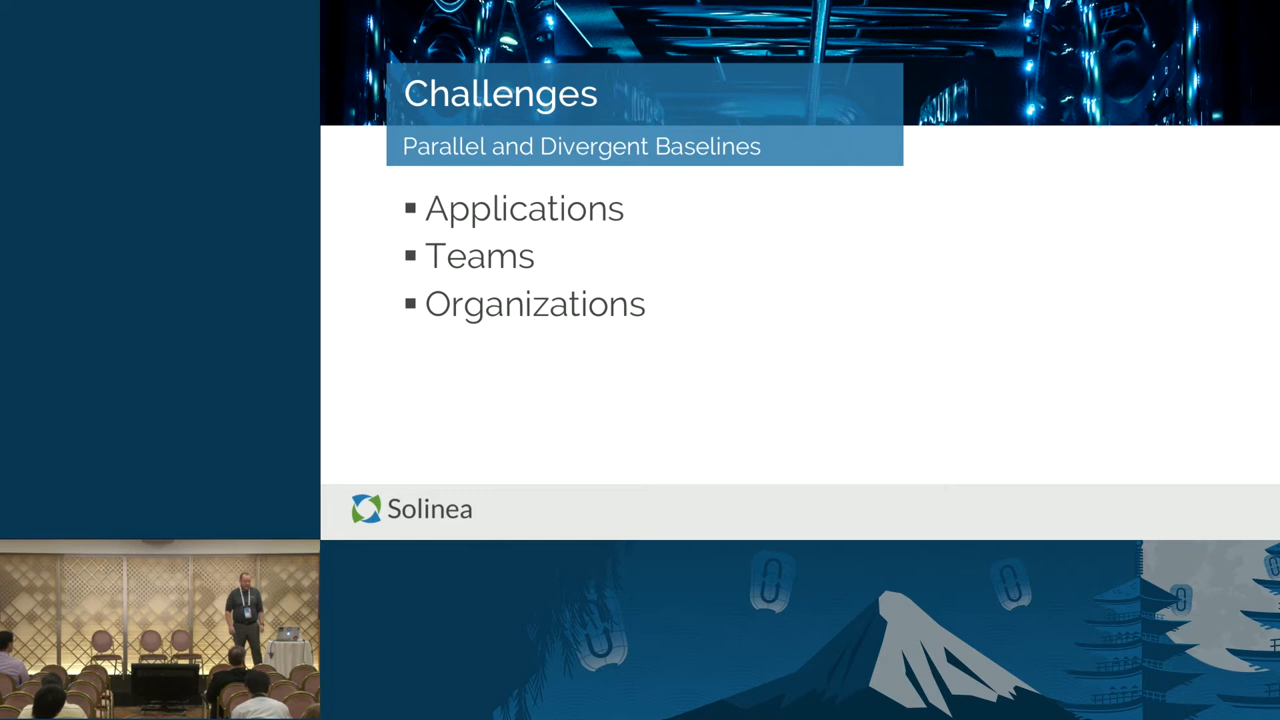 Challenges
Parallel and Divergent Baselines
▪ Applications
▪ Teams
▪ Organizations
Solinea